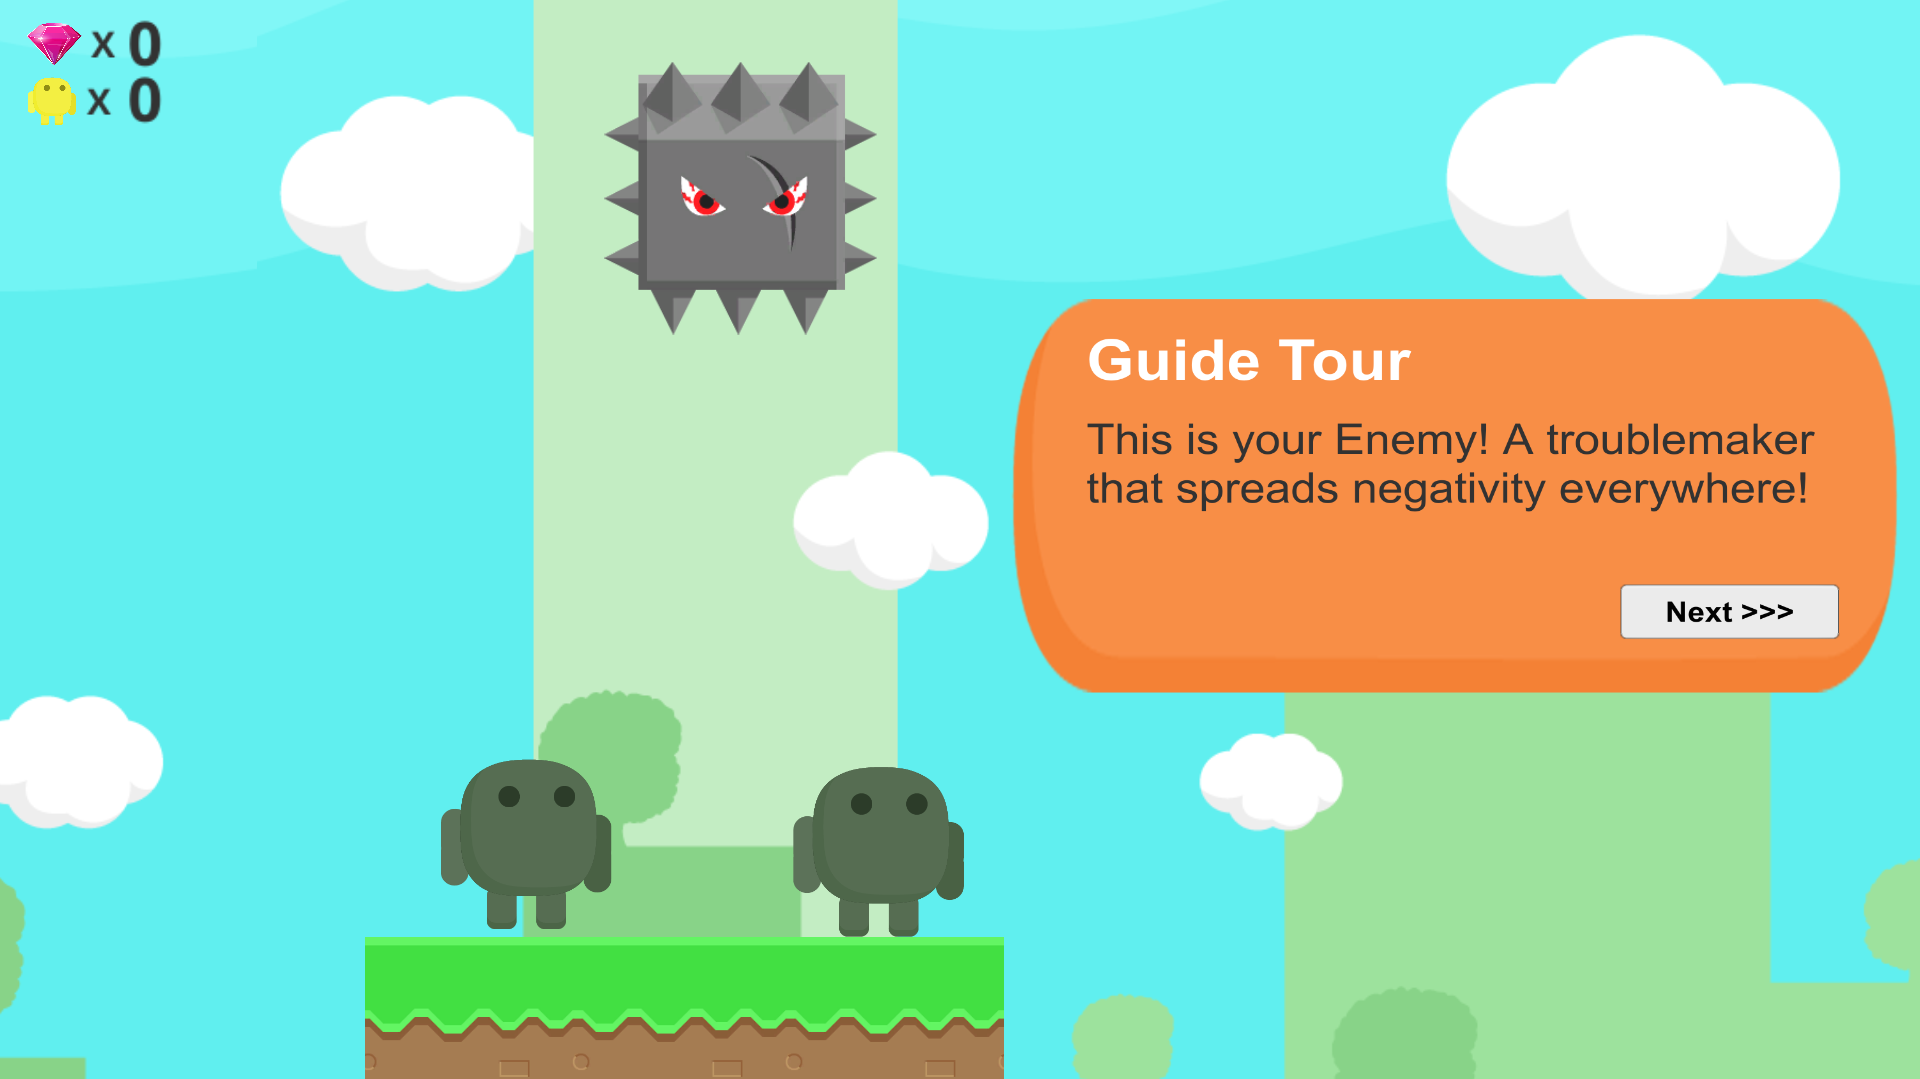 x 0
x 0
Guide Tour
This is your Enemy! A troublemaker
that spreads negativity everywhere!
Next >>>